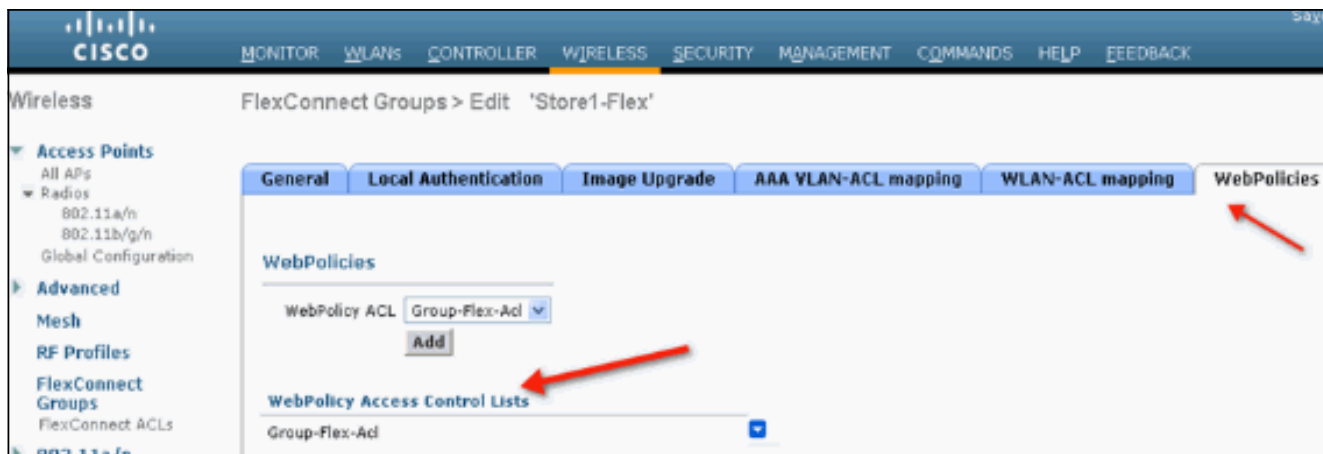 Save
CISCO
MONITOR WLANs CONTROLLER WIRELESS SECURITY MANAGEMENT COMMANDS HELP FEEDBACK
Wireless
FlexConnect Groups > Edit 'Store1-Flex'
Access Points
All APs
Radios
802.11a/n
802.11b/g/n
Global Configuration
Advanced
Mesh
RF Profiles
FlexConnect
Groups
FlexConnect ACLs
802.11a/n
General Local Authentication Image Upgrade AAA VLAN-ACL mapping WLAN-ACL mapping WebPolicies
WebPolicies
WebPolicy ACL Group-Flex-Acl
Add
WebPolicy Access Control Lists
Group-Flex-Acl